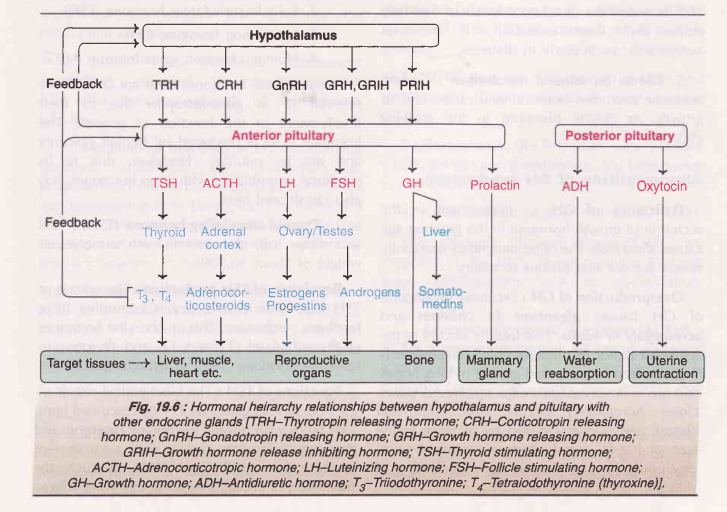 Hypothalamus
Feedback TRH CRH GnRH GRH, GRIH PRIH
Anterior pituitary Posterior pituitary
TSH ACTH LH FSH GH Prolactin ADH Oxytocin
Feedback
Thyroid Adrenal cortex Ovary/Testes Liver
T3, T4 Adrenocor-ticosteroids Estrogens Progestins Androgens Somato-medins
Target tissues Liver, muscle, heart etc. Reproductive organs Bone Mammary gland Water reabsorption Uterine contraction
Fig. 19.6 : Hormonal heirarchy relationships between hypothalamus and pituitary with
other endocrine glands [TRH–Thyrotropin releasing hormone; CRH–Corticotropin releasing
hormone; GnRH–Gonadotropin releasing hormone; GRH–Growth hormone releasing hormone;
GRIH–Growth hormone release inhibiting hormone; TSH–Thyroid stimulating hormone;
ACTH–Adrenocorticotropic hormone; LH–Luteinizing hormone; FSH–Follicle stimulating hormone;
GH–Growth hormone; ADH–Antidiuretic hormone; T3–Triiodothyronine; T4–Tetraiodothyronine (thyroxine)].